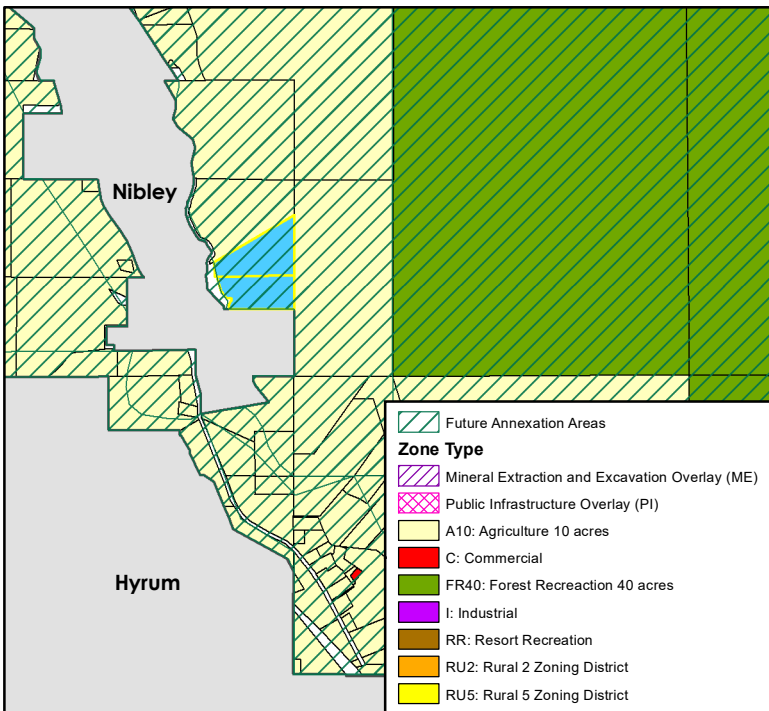 Nibley
Hyrum
Future Annexation Areas
Zone Type
Mineral Extraction and Excavation Overlay (ME)
Public Infrastructure Overlay (PI)
A10: Agriculture 10 acres
C: Commercial
FR40: Forest Recreaction 40 acres
I: Industrial
RR: Resort Recreation
RU2: Rural 2 Zoning District
RU5: Rural 5 Zoning District